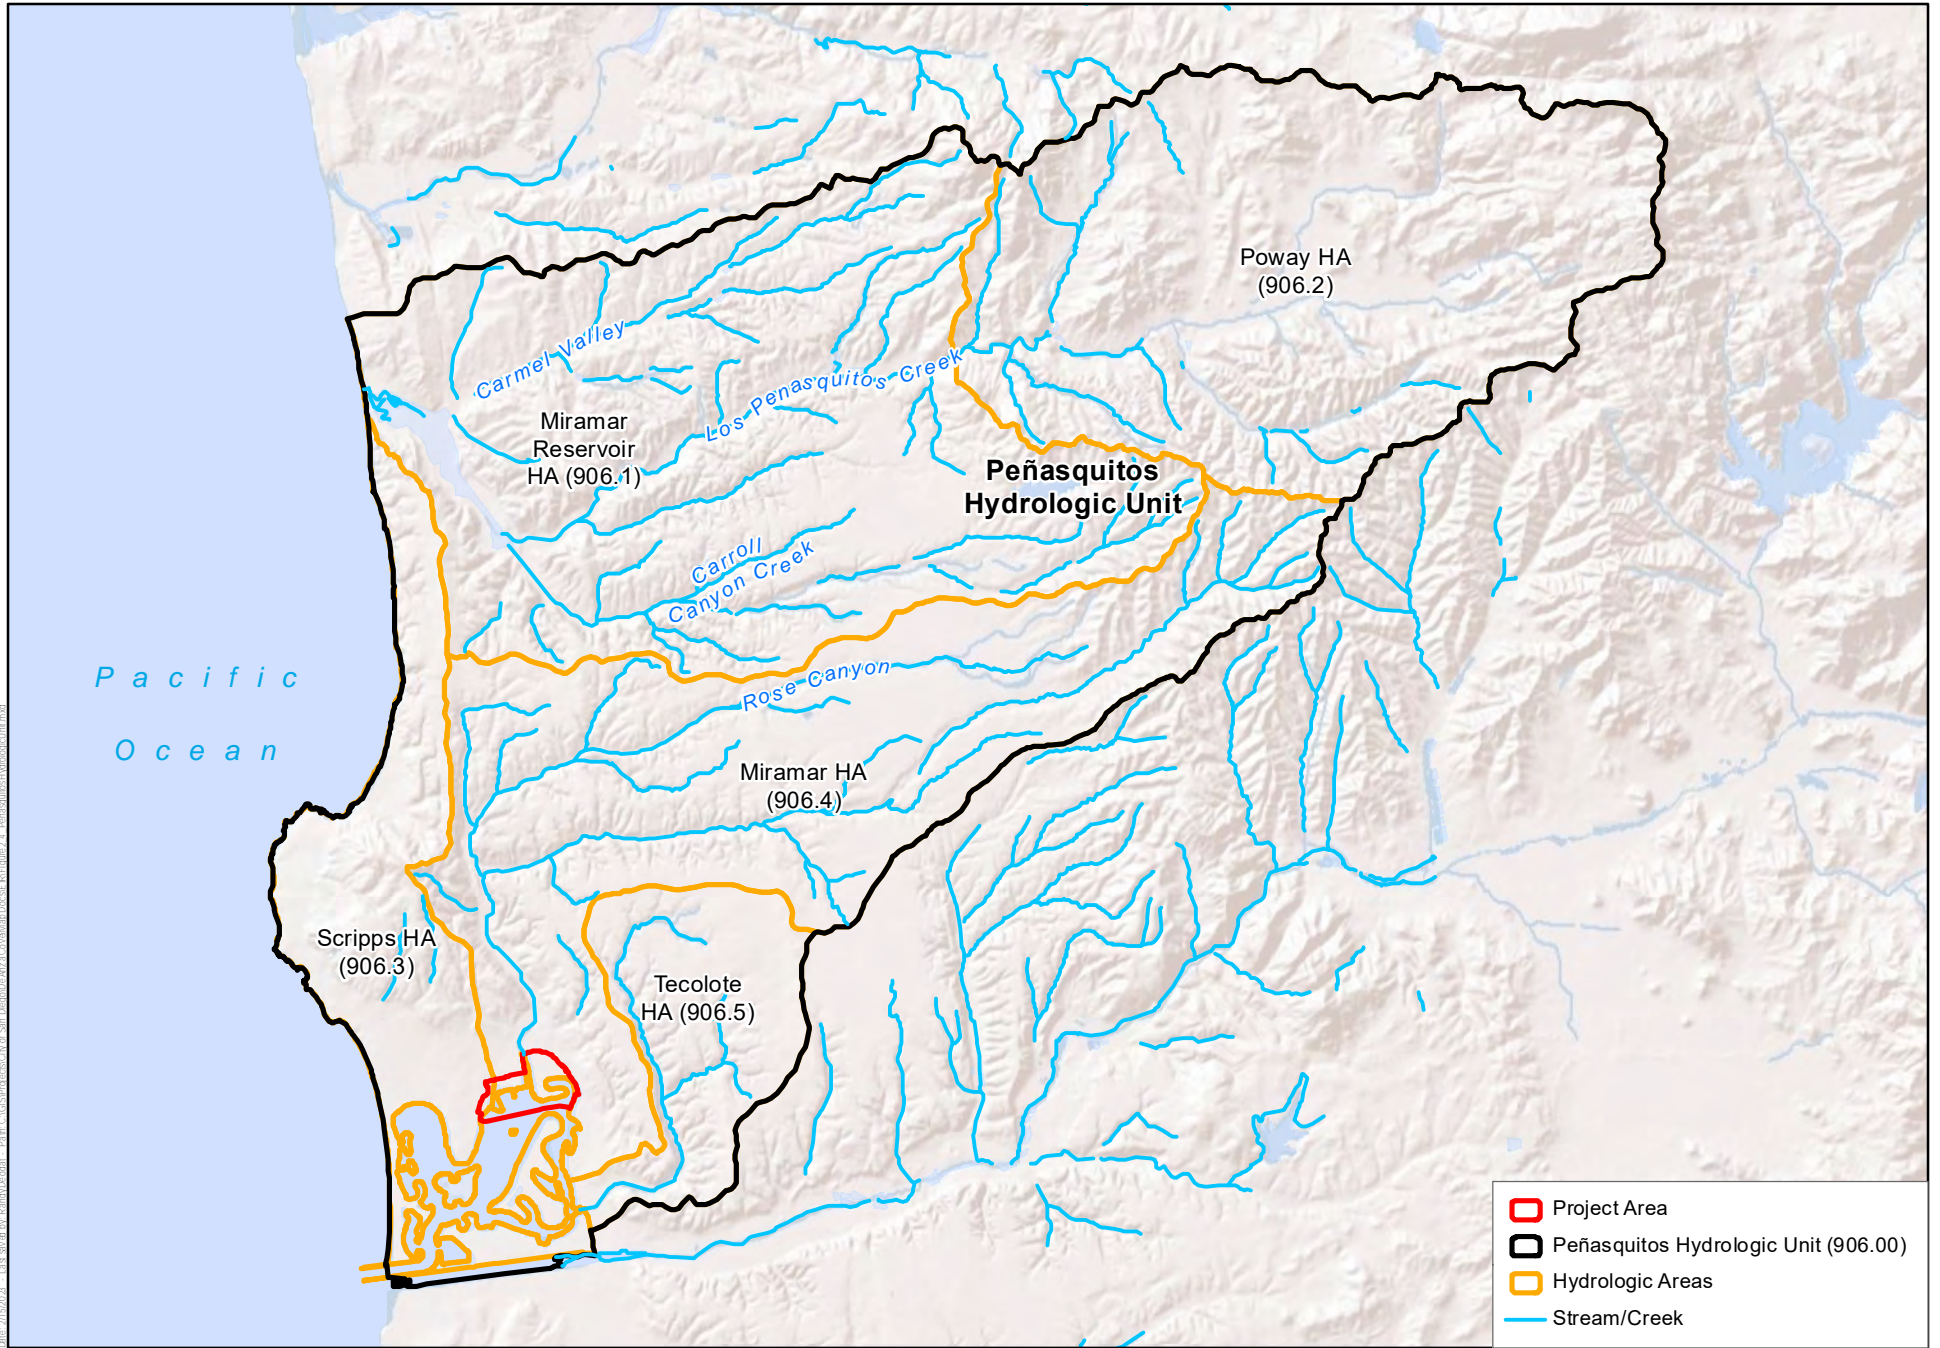 Poway HA
(906.2)
Carmel Valley
Los Penasquitos Creek
Miramar
Reservoir
HA (906.1)
Peñasquitos
Hydrologic Unit
Carroll
Canyon Creek
Pacific
Ocean
Rose Canyon
Miramar HA
(906.4)
Scripps HA
(906.3)
Tecolote
HA (906.5)
Project Area
Peñasquitos Hydrologic Unit (906.00)
Hydrologic Areas
Stream/Creek